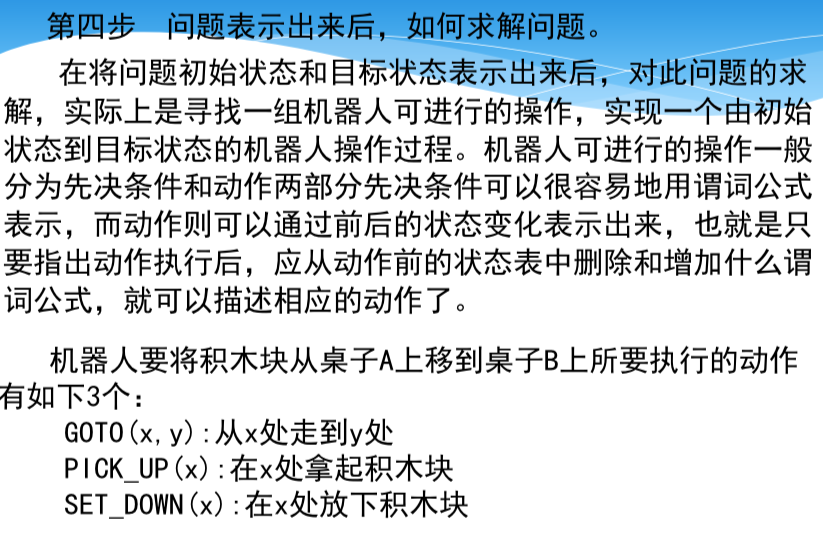 第四步　问题表示出来后，如何求解问题。
在将问题初始状态和目标状态表示出来后，对此问题的求
解，实际上是寻找一组机器人可进行的操作，实现一个由初始
状态到目标状态的机器人操作过程。机器人可进行的操作一般
分为先决条件和动作两部分先决条件可以很容易地用谓词公式
表示，而动作则可以通过前后的状态变化表示出来，也就是只
要指出动作执行后，应从动作前的状态表中删除和增加什么谓
词公式，就可以描述相应的动作了。
机器人要将积木块从桌子A上移到桌子B上所要执行的动作
有如下3个：
GOTO(x,y):从x处走到y处
PICK_UP(x):在x处拿起积木块
SET_DOWN(x):在x处放下积木块